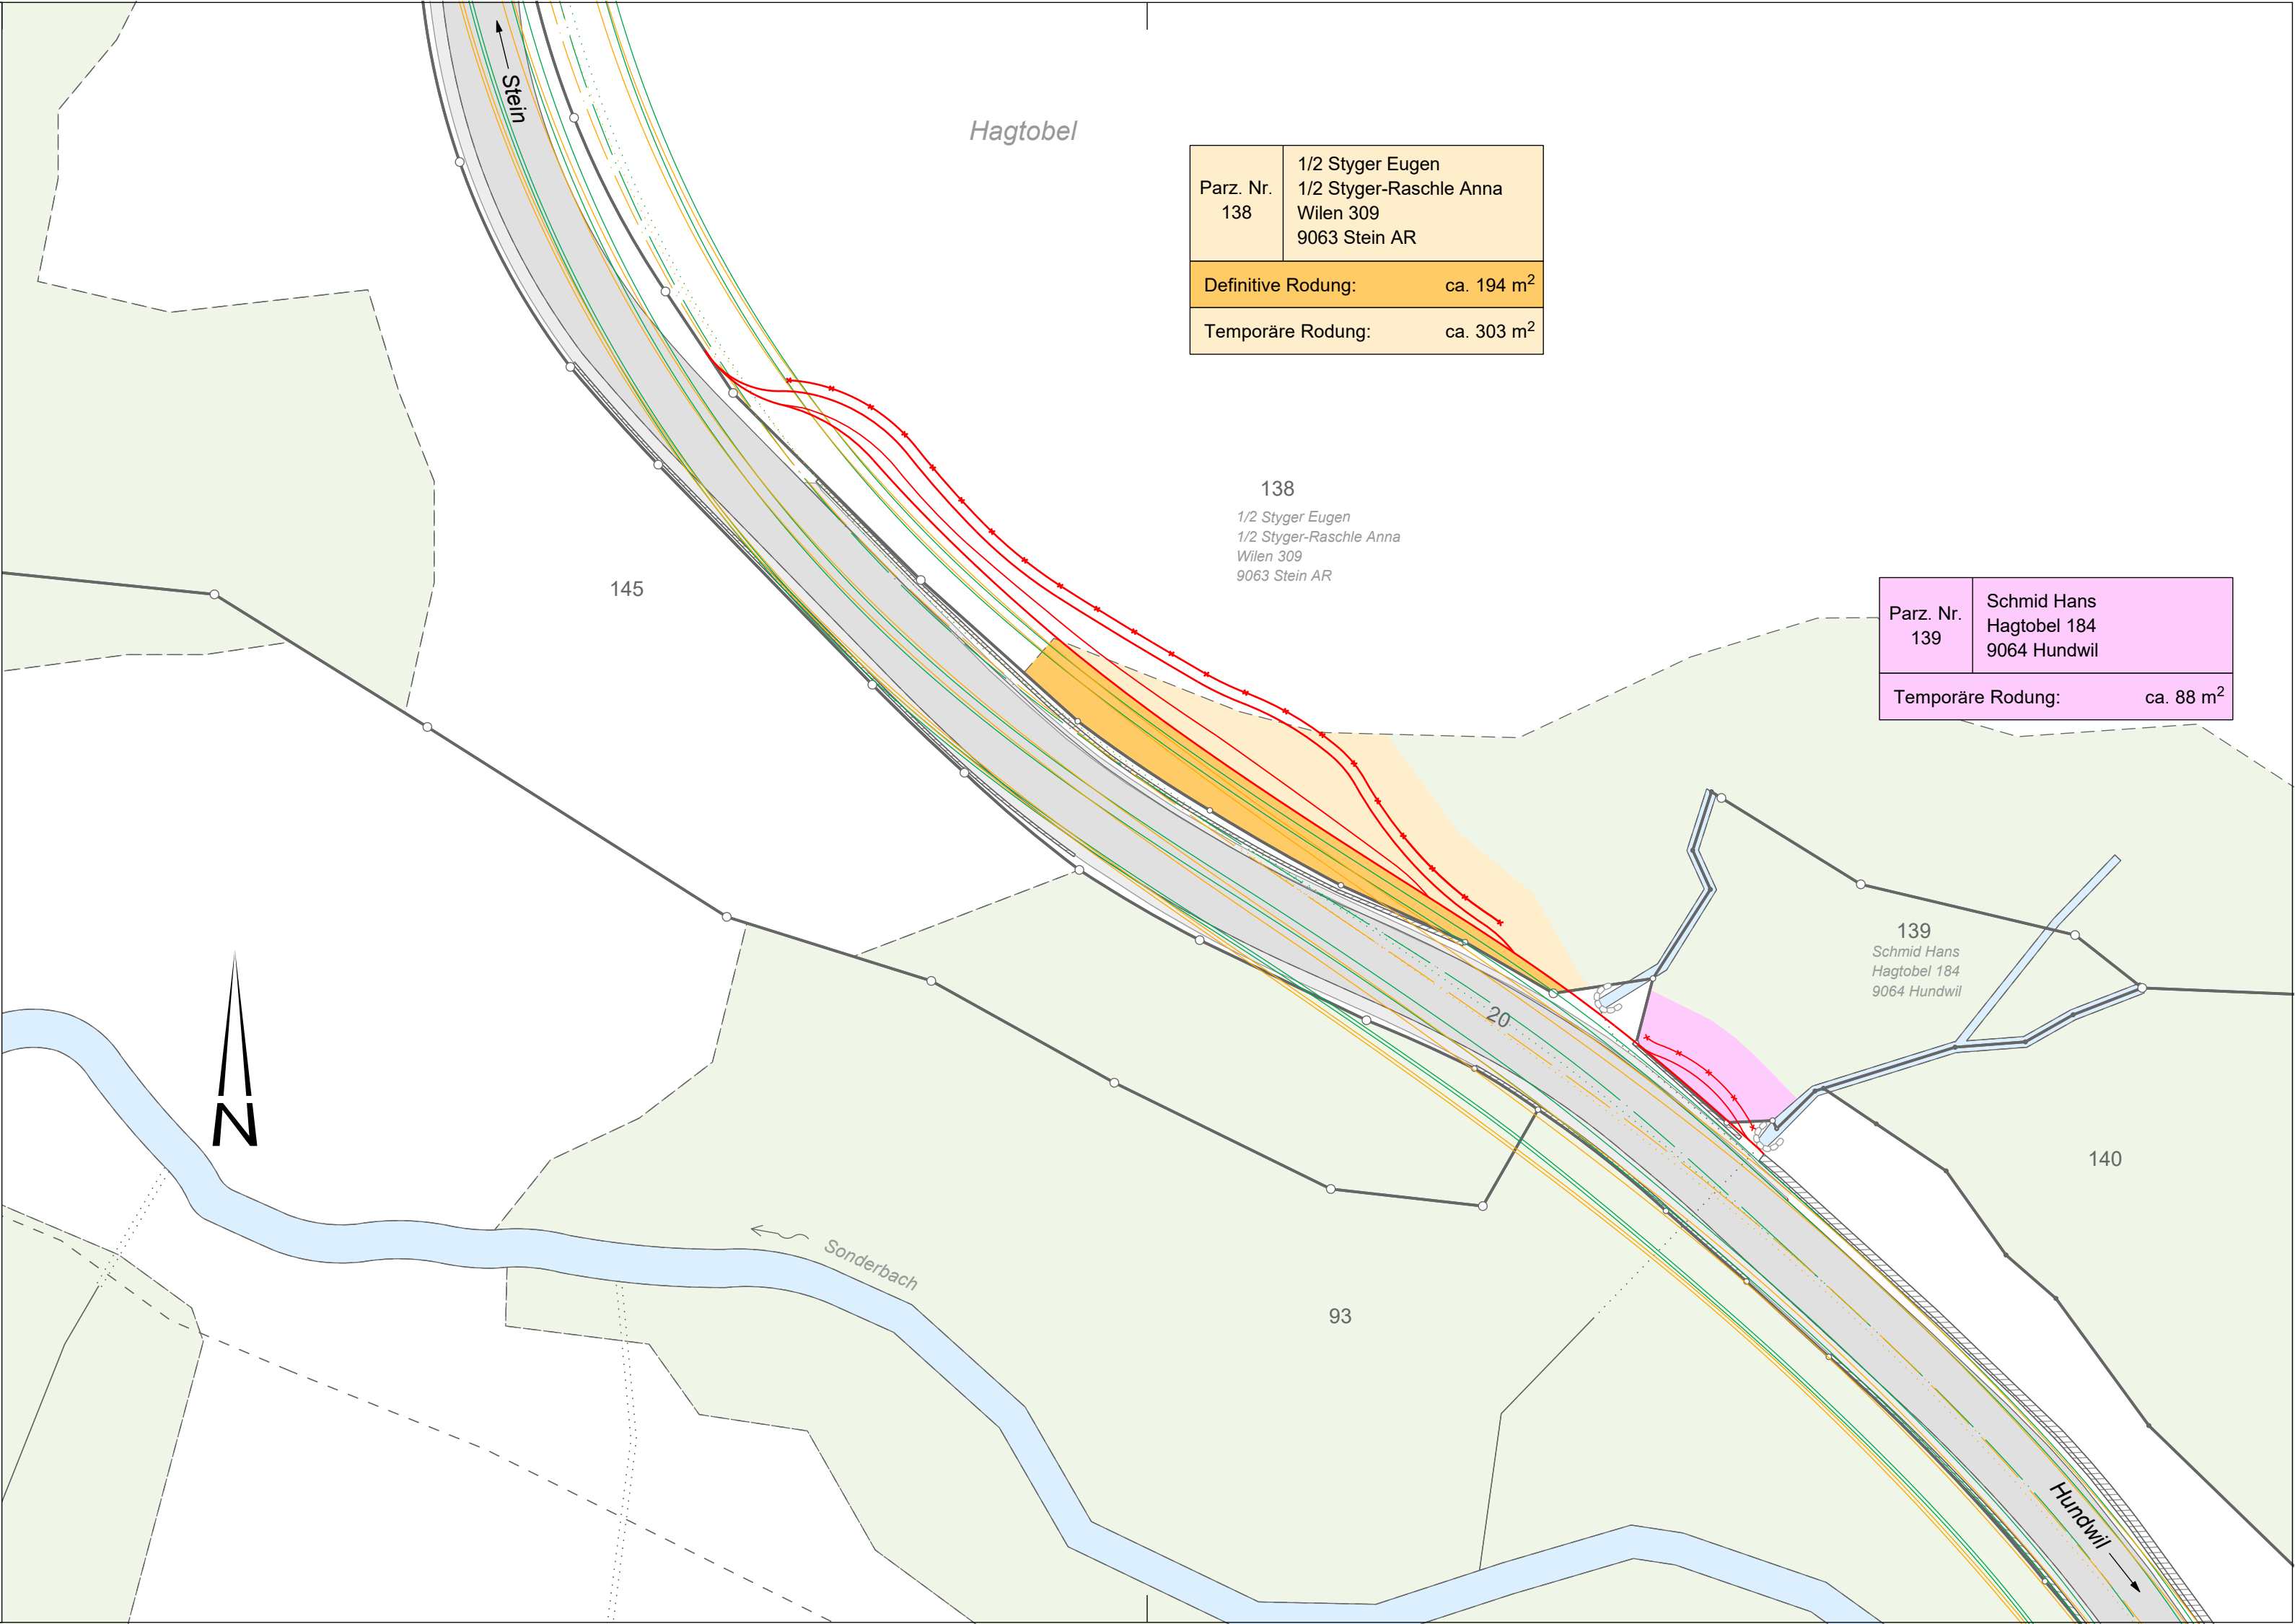 Stein
Hagtobel
Parz. Nr.
138
1/2 Styger Eugen
1/2 Styger-Raschle Anna
Wilen 309
9063 Stein AR
Definitive Rodung: ca. 194 m²
Temporäre Rodung: ca. 303 m²
138
1/2 Styger Eugen
1/2 Styger-Raschle Anna
Wilen 309
9063 Stein AR
145
Parz. Nr.
139
Schmid Hans
Hagtobel 184
9064 Hundwil
Temporäre Rodung: ca. 88 m²
139
Schmid Hans
Hagtobel 184
9064 Hundwil
20
N
140
Sonderbach
93
Hundwil